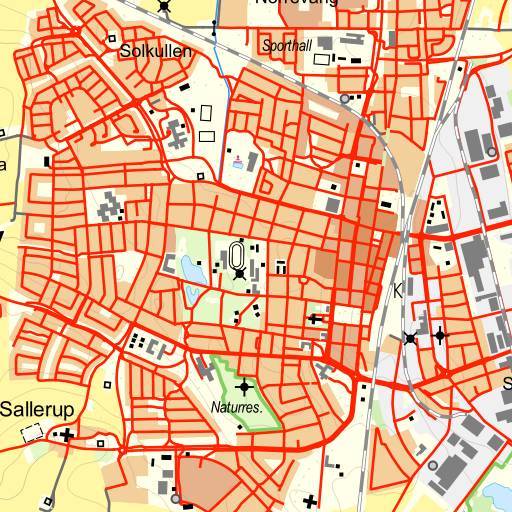 Norrevång
Solkullen
Sporthall
a
K
S
Sallerup
Naturres.